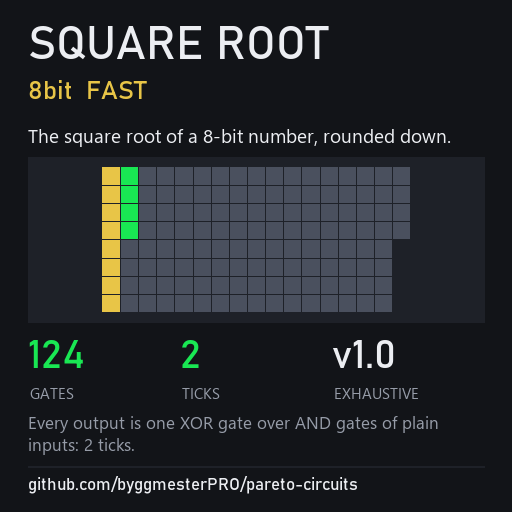 SQUARE ROOT
8bit FAST
The square root of a 8-bit number, rounded down.
124 2 v1.0
GATES TICKS EXHAUSTIVE
Every output is one XOR gate over AND gates of plain
inputs: 2 ticks.
github.com/byggmesterPRO/pareto-circuits